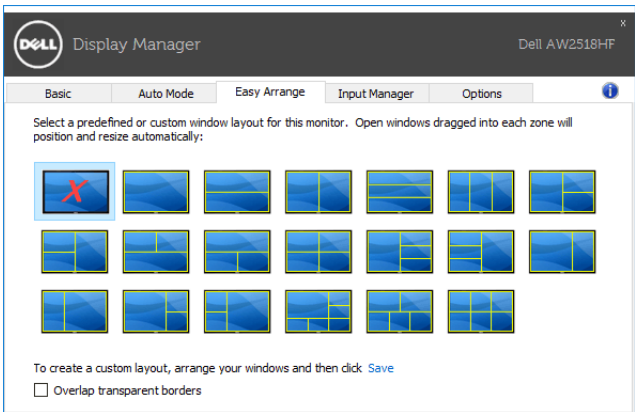 x
DELL Display Manager Dell AW2518HF
Basic Auto Mode Easy Arrange Input Manager Options i
Select a predefined or custom window layout for this monitor. Open windows dragged into each zone will
position and resize automatically:
X
To create a custom layout, arrange your windows and then click Save
Overlap transparent borders